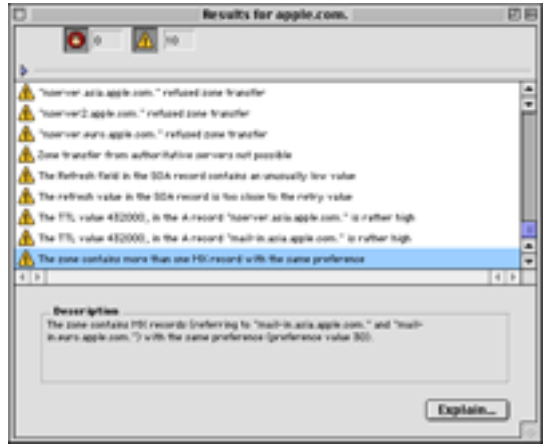 Results for apple.com.
0 10
"nserver.asia.apple.com." refused zone transfer
"nserver2.apple.com." refused zone transfer
"nserver.euro.apple.com." refused zone transfer
Zone transfer from authoritative servers not possible
The Refresh field in the SOA record contains an unusually low value
The refresh value in the SOA record is too close to the retry value
The TTL value 432000, in the A record "nserver.asia.apple.com." is rather high
The TTL value 432000, in the A record "mail-in.asia.apple.com." is rather high
The zone contains more than one MX record with the same preference
Description
The zone contains MX records (referring to "mail-in.asia.apple.com." and "mail-
in.euro.apple.com.") with the same preference (preference value 30).
Explain...